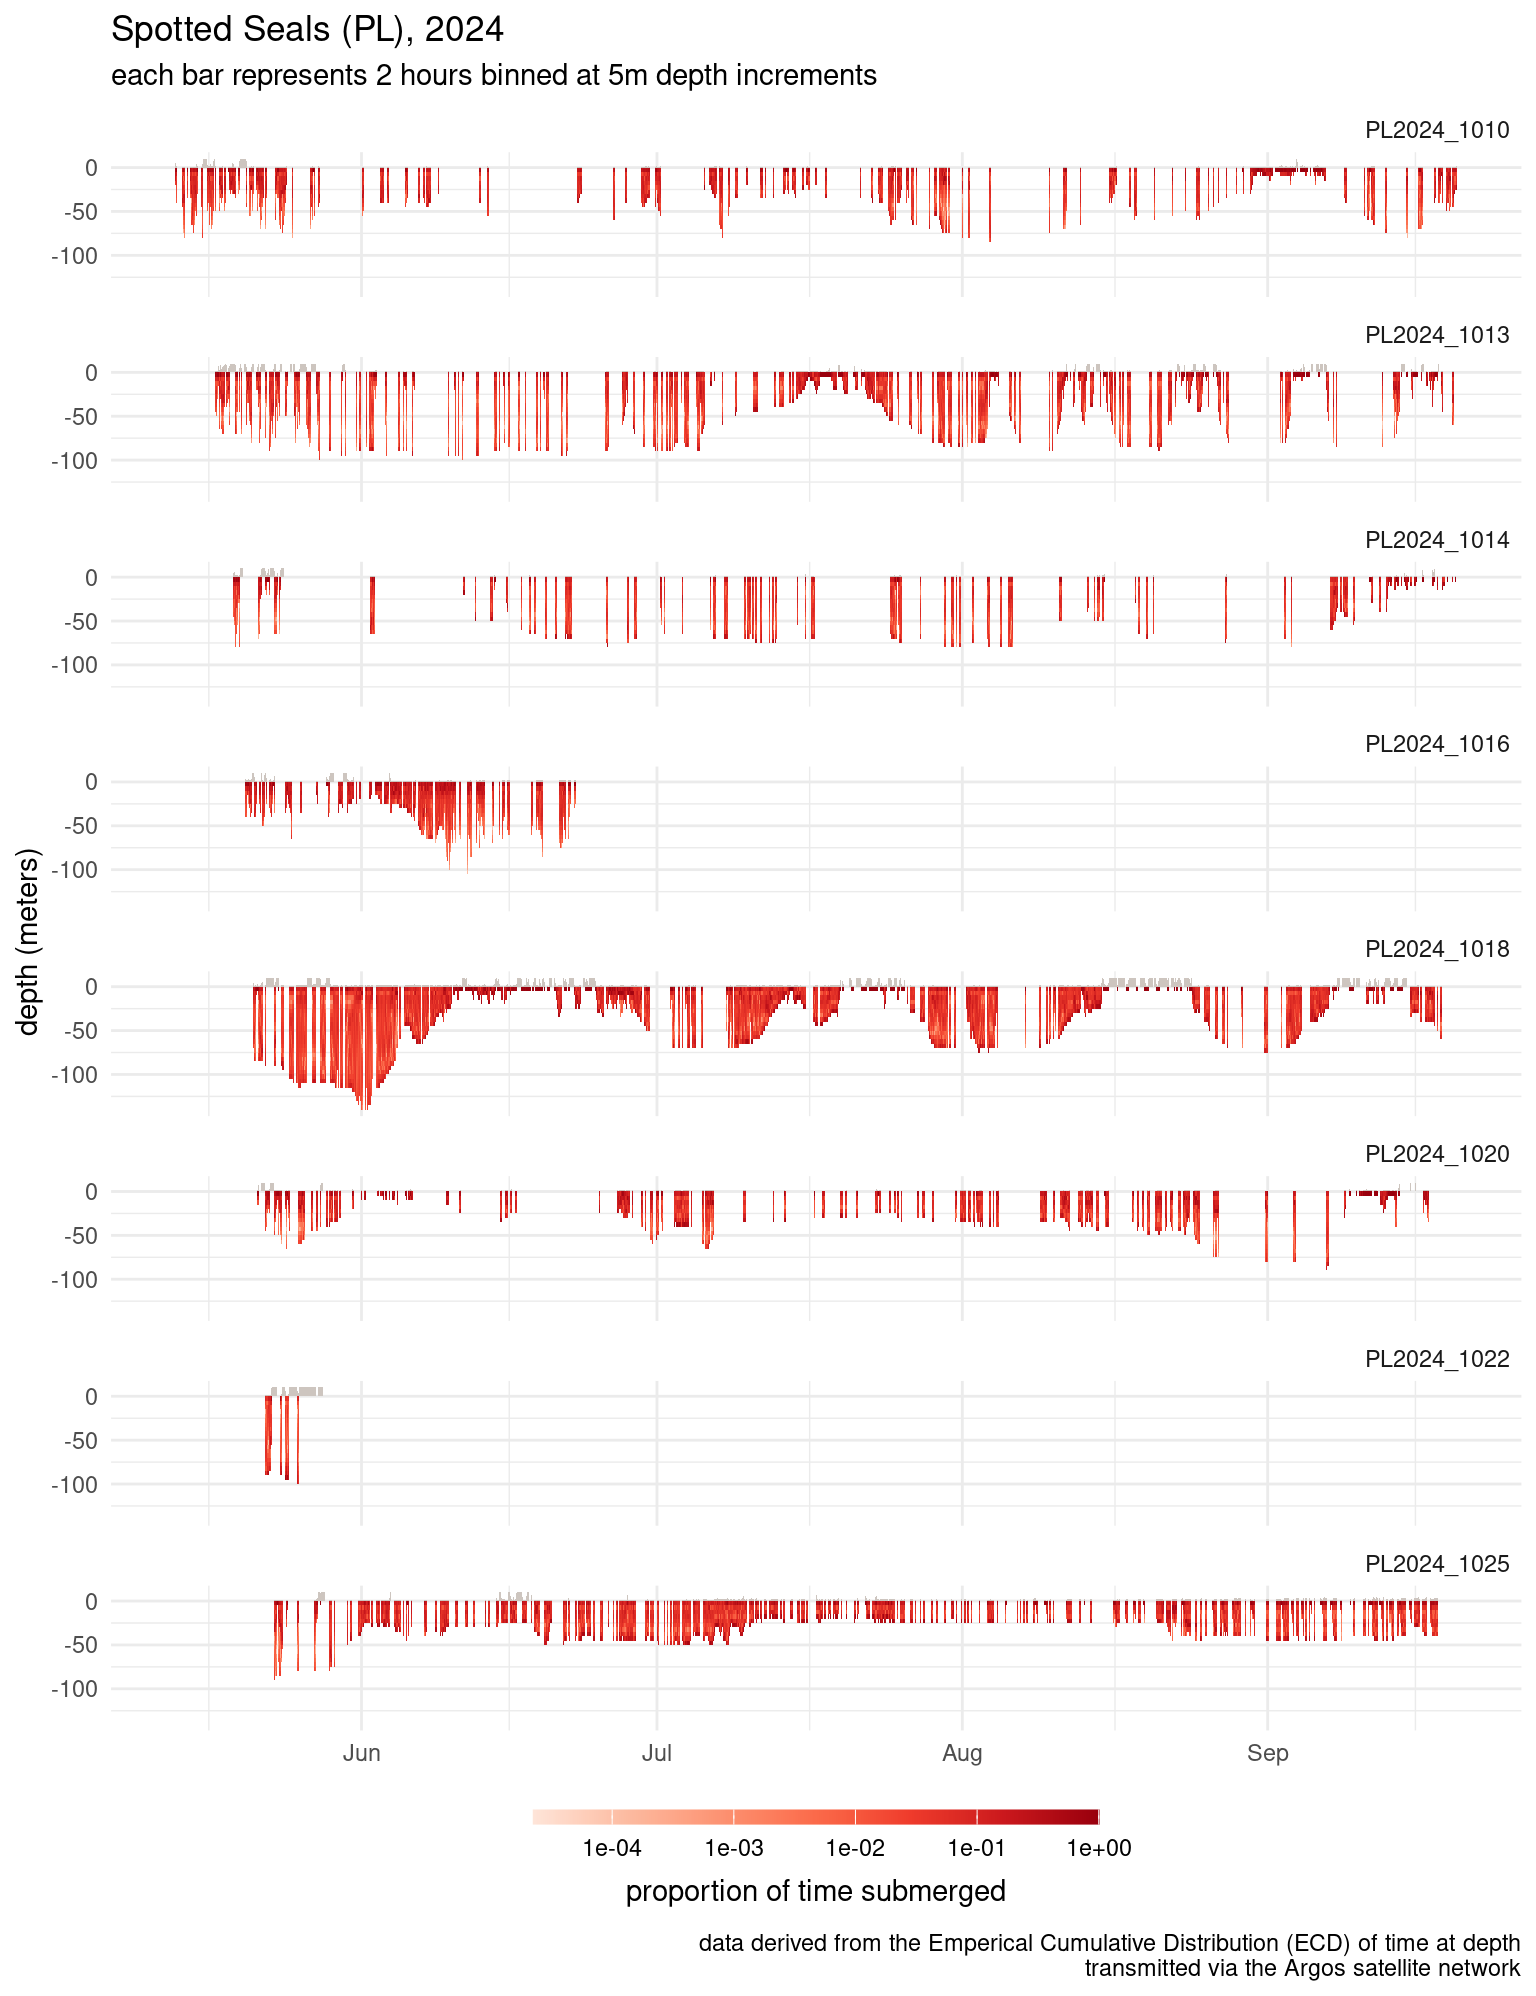 Spotted Seals (PL), 2024
each bar represents 2 hours binned at 5m depth increments
PL2024_1010
0
-50
-100
PL2024_1013
0
-50
-100
PL2024_1014
0
-50
-100
PL2024_1016
0
-50
-100
depth (meters)
PL2024_1018
0
-50
-100
PL2024_1020
0
-50
-100
PL2024_1022
0
-50
-100
PL2024_1025
0
-50
-100
Jun Jul Aug Sep
1e-04 1e-03 1e-02 1e-01 1e+00
proportion of time submerged
data derived from the Emperical Cumulative Distribution (ECD) of time at depth
transmitted via the Argos satellite network